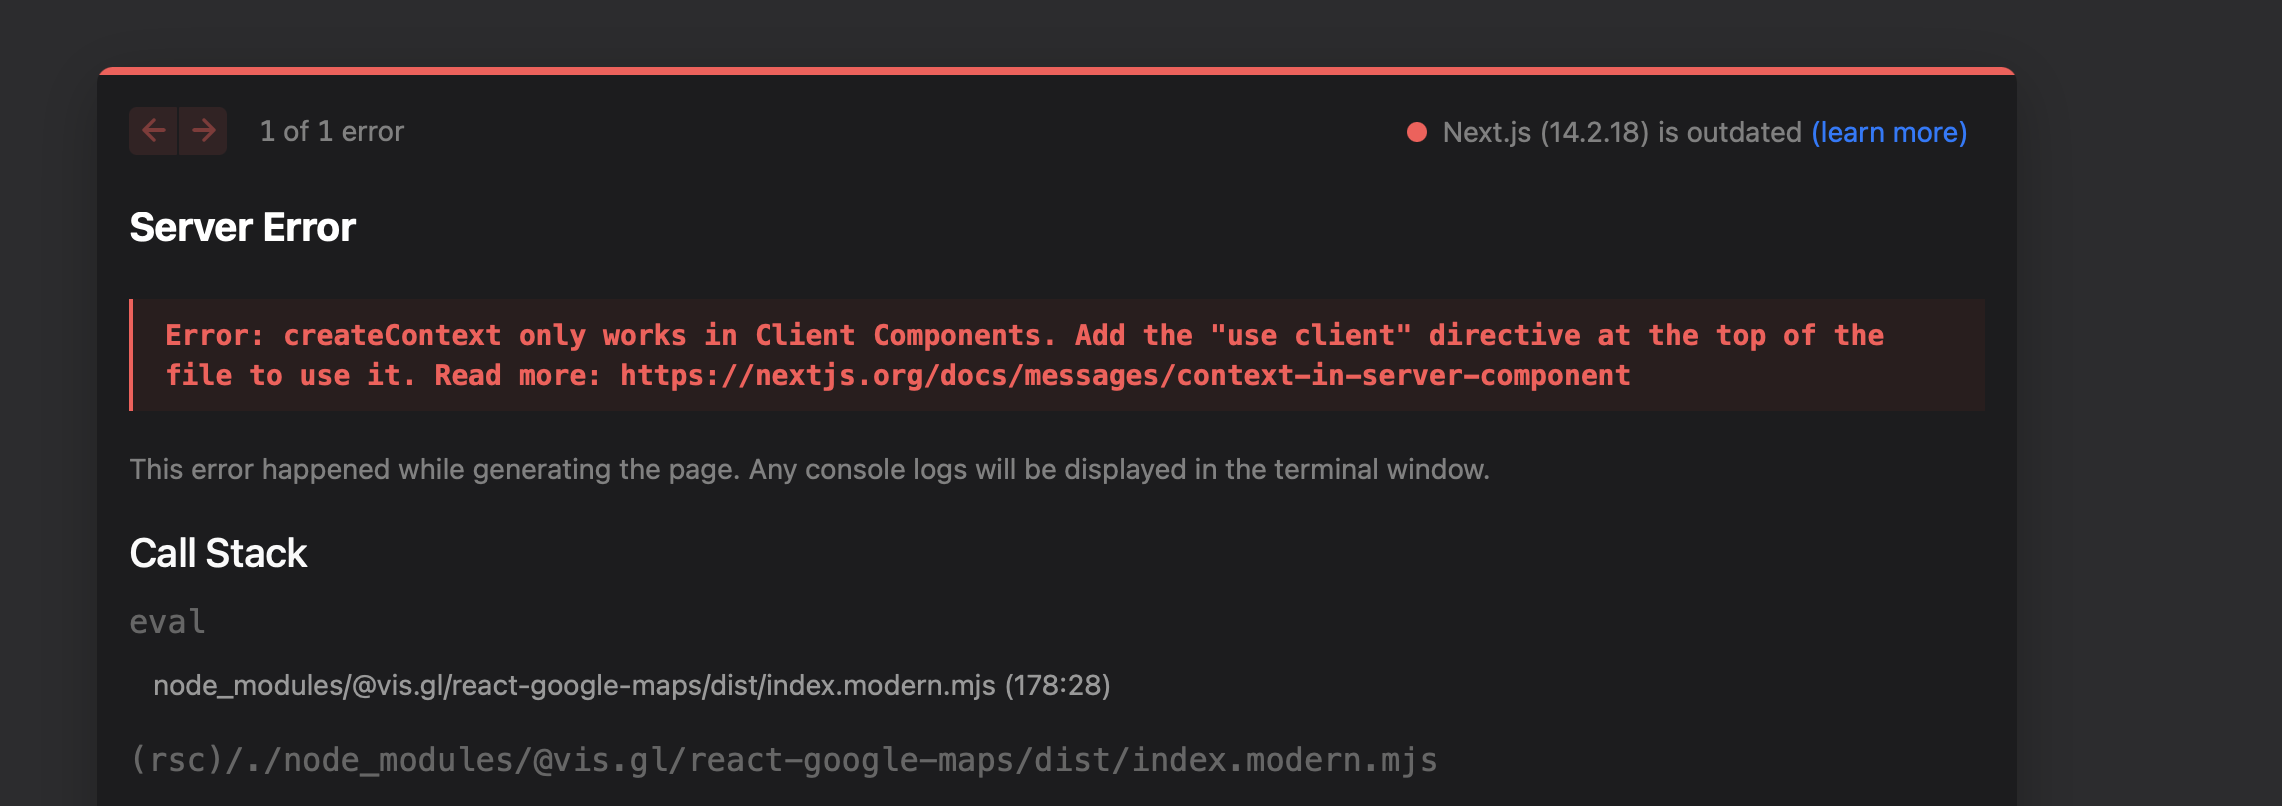 1 of 1 error
Next.js (14.2.18) is outdated (learn more)
Server Error
Error: createContext only works in Client Components. Add the "use client" directive at the top of the
file to use it. Read more: https://nextjs.org/docs/messages/context-in-server-component
This error happened while generating the page. Any console logs will be displayed in the terminal window.
Call Stack
eval
node_modules/@vis.gl/react-google-maps/dist/index.modern.mjs (178:28)
(rsc)/./node_modules/@vis.gl/react-google-maps/dist/index.modern.mjs